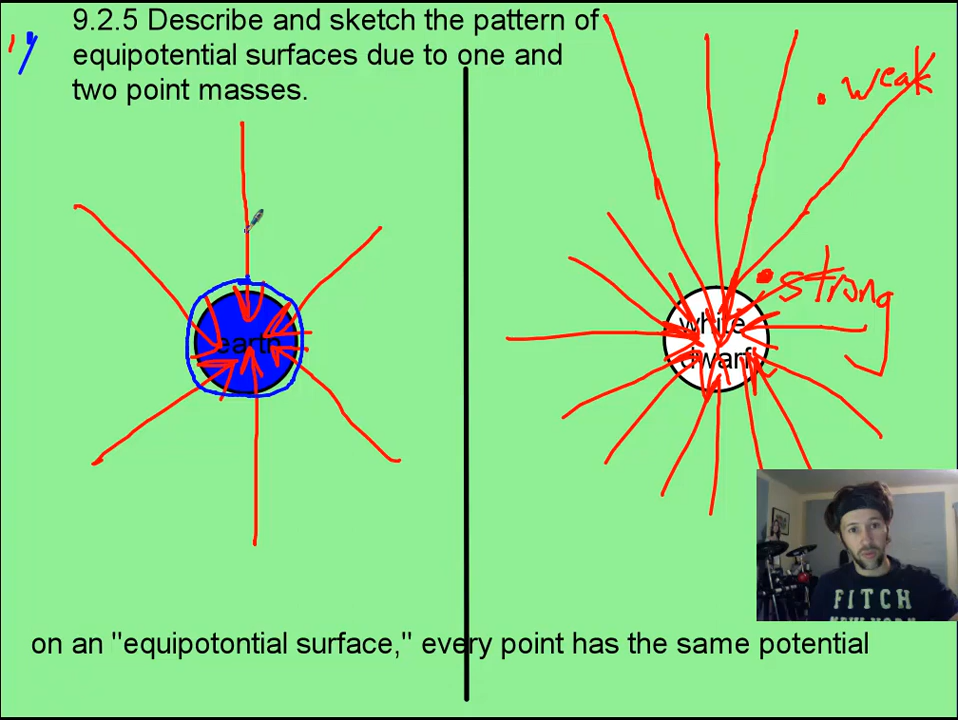 9.2.5 Describe and sketch the pattern of
equipotential surfaces due to one and
two point masses.
weak
strong
earth
white
dwarf
FITCH
on an "equipotontial surface," every point has the same potential